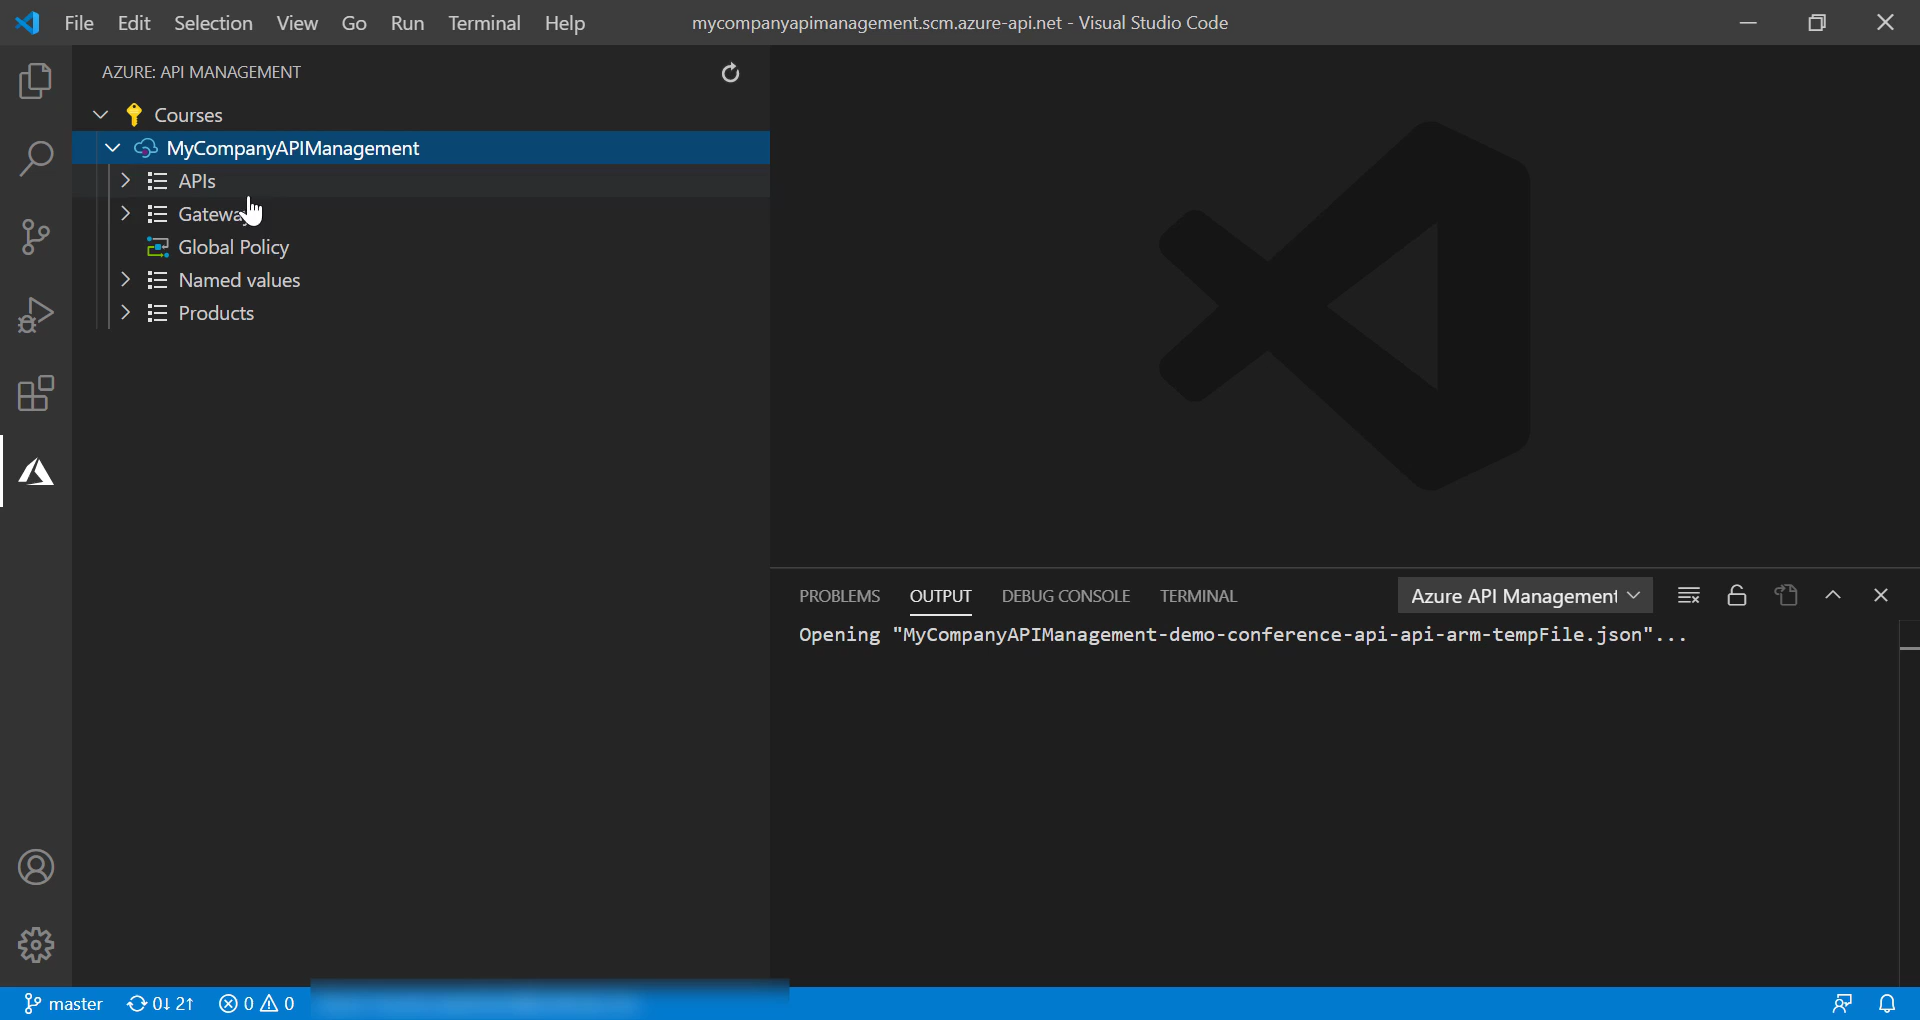 File Edit Selection View Go Run Terminal Help
mycompanyapimanagement.scm.azure-api.net - Visual Studio Code
AZURE: API MANAGEMENT
Courses
MyCompanyAPIManagement
APIs
Gateway
Global Policy
Named values
Products
PROBLEMS OUTPUT DEBUG CONSOLE TERMINAL
Azure API Management
Opening "MyCompanyAPIManagement-demo-conference-api-api-arm-tempFile.json"...
master 0↓ 2↑ 0 0